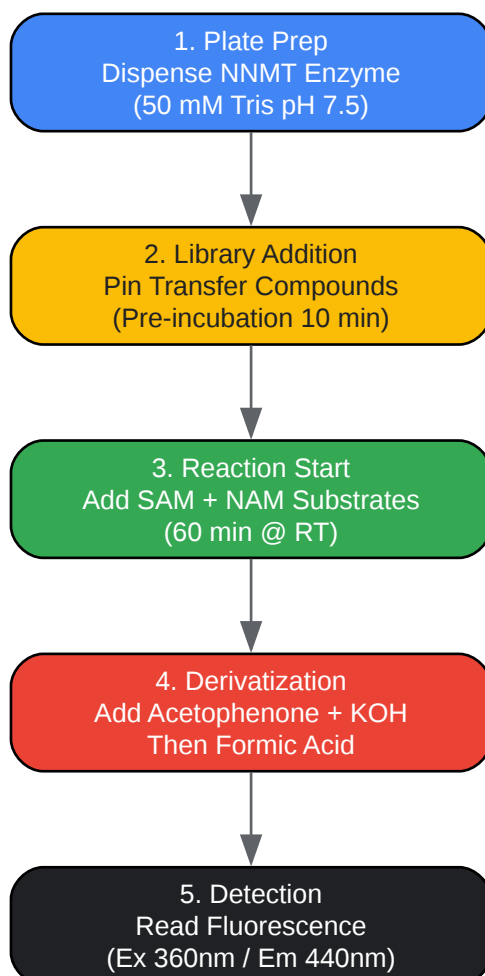 1. Plate Prep
Dispense NNMT Enzyme
(50 mM Tris pH 7.5)
2. Library Addition
Pin Transfer Compounds
(Pre-incubation 10 min)
3. Reaction Start
Add SAM + NAM Substrates
(60 min @ RT)
4. Derivatization
Add Acetophenone + KOH
Then Formic Acid
5. Detection
Read Fluorescence
(Ex 360nm / Em 440nm)